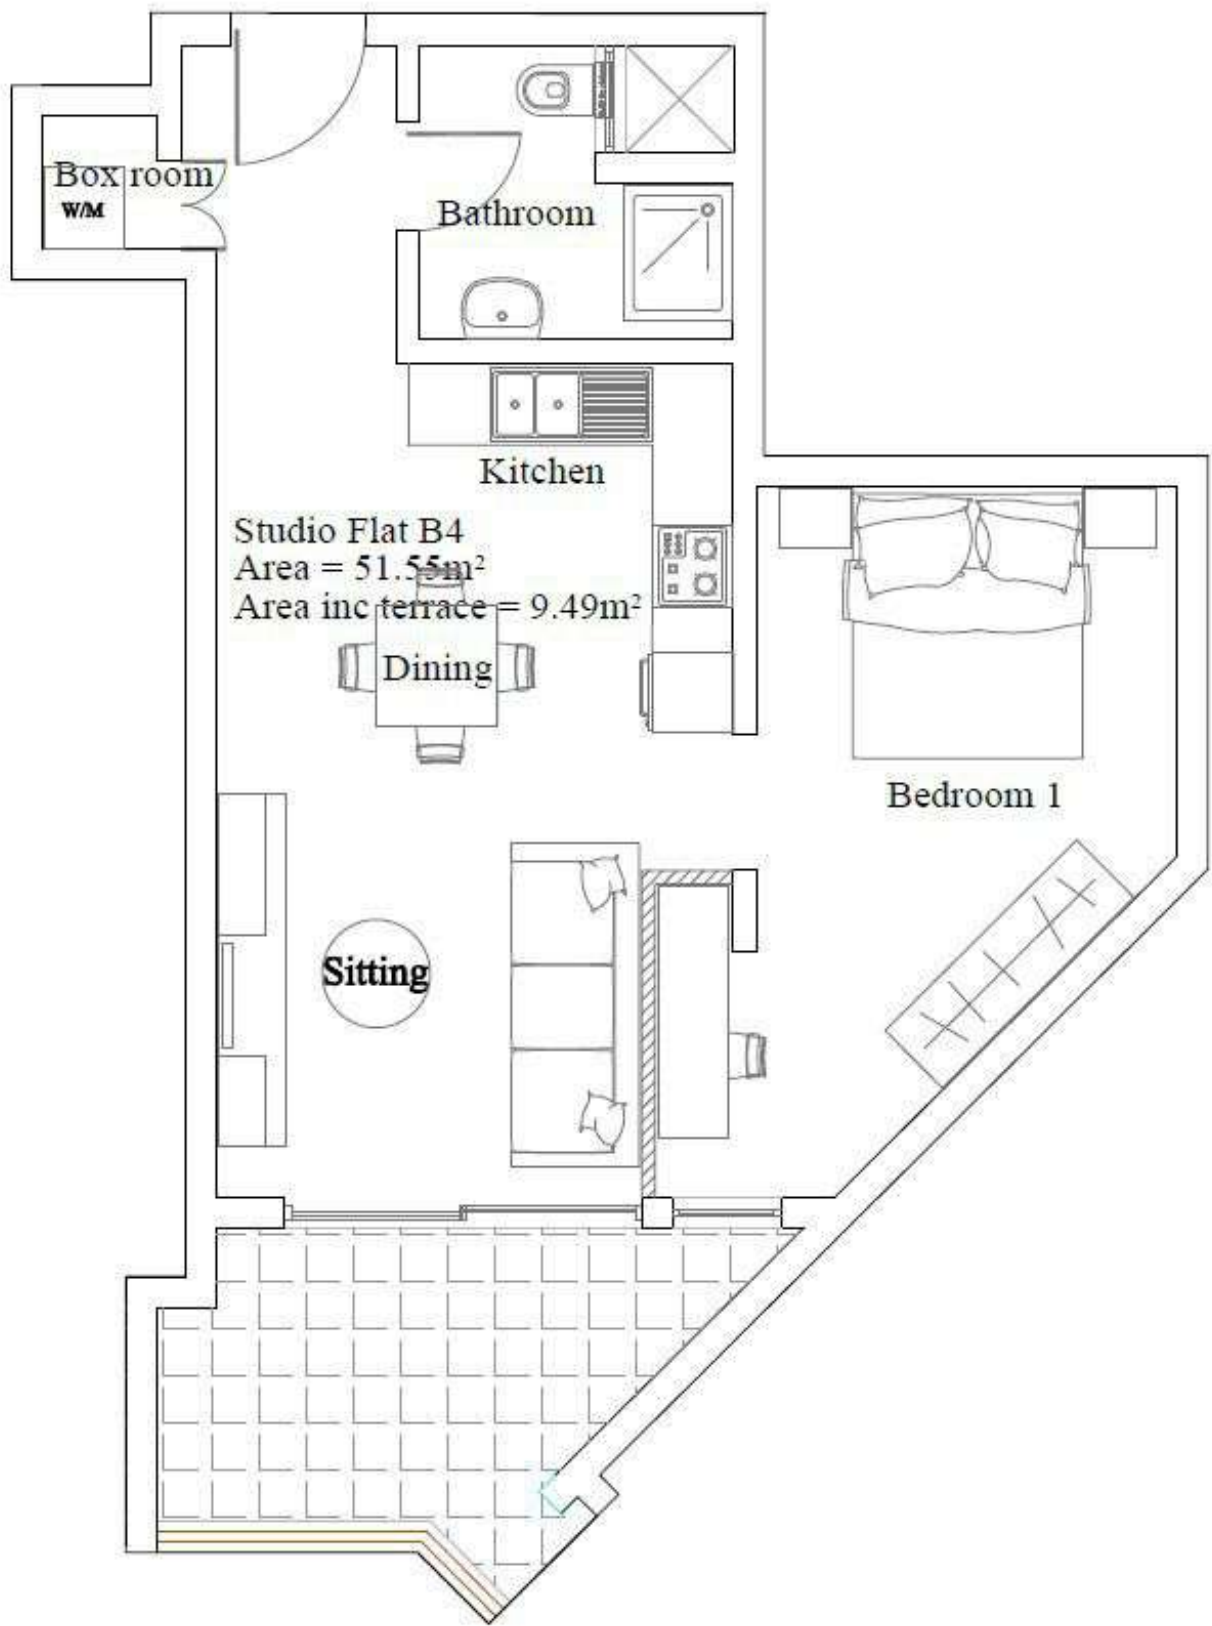 Box room
W/M
Bathroom
Kitchen
Studio Flat B4
Area = 51.55m²
Area inc terrace = 9.49m²
Dining
Bedroom 1
Sitting